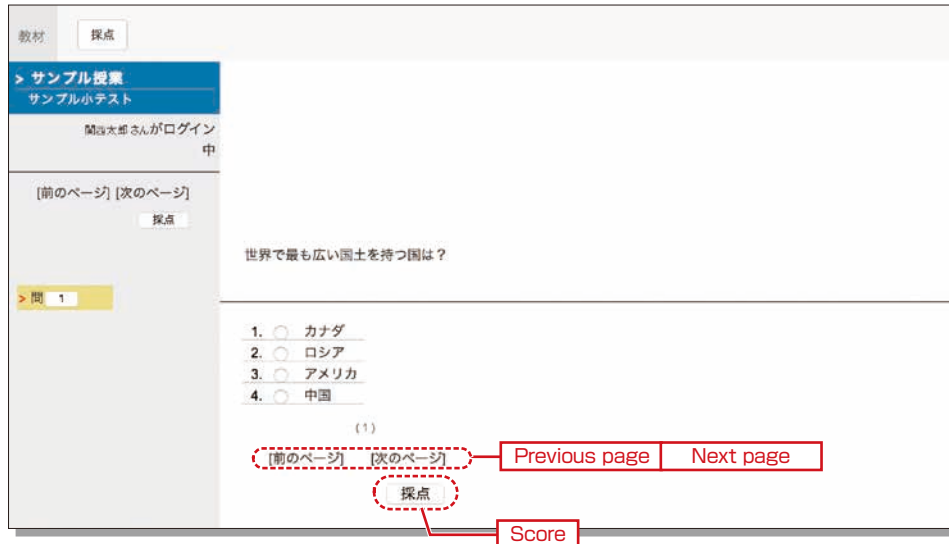 教材 採点
> サンプル授業
サンプル小テスト
関西太郎さんがログイン
中
[前のページ] [次のページ]
採点
> 問 1
世界で最も広い国土を持つ国は？
1. カナダ
2. ロシア
3. アメリカ
4. 中国
(1)
[前のページ] [次のページ] Previous page Next page
採点
Score